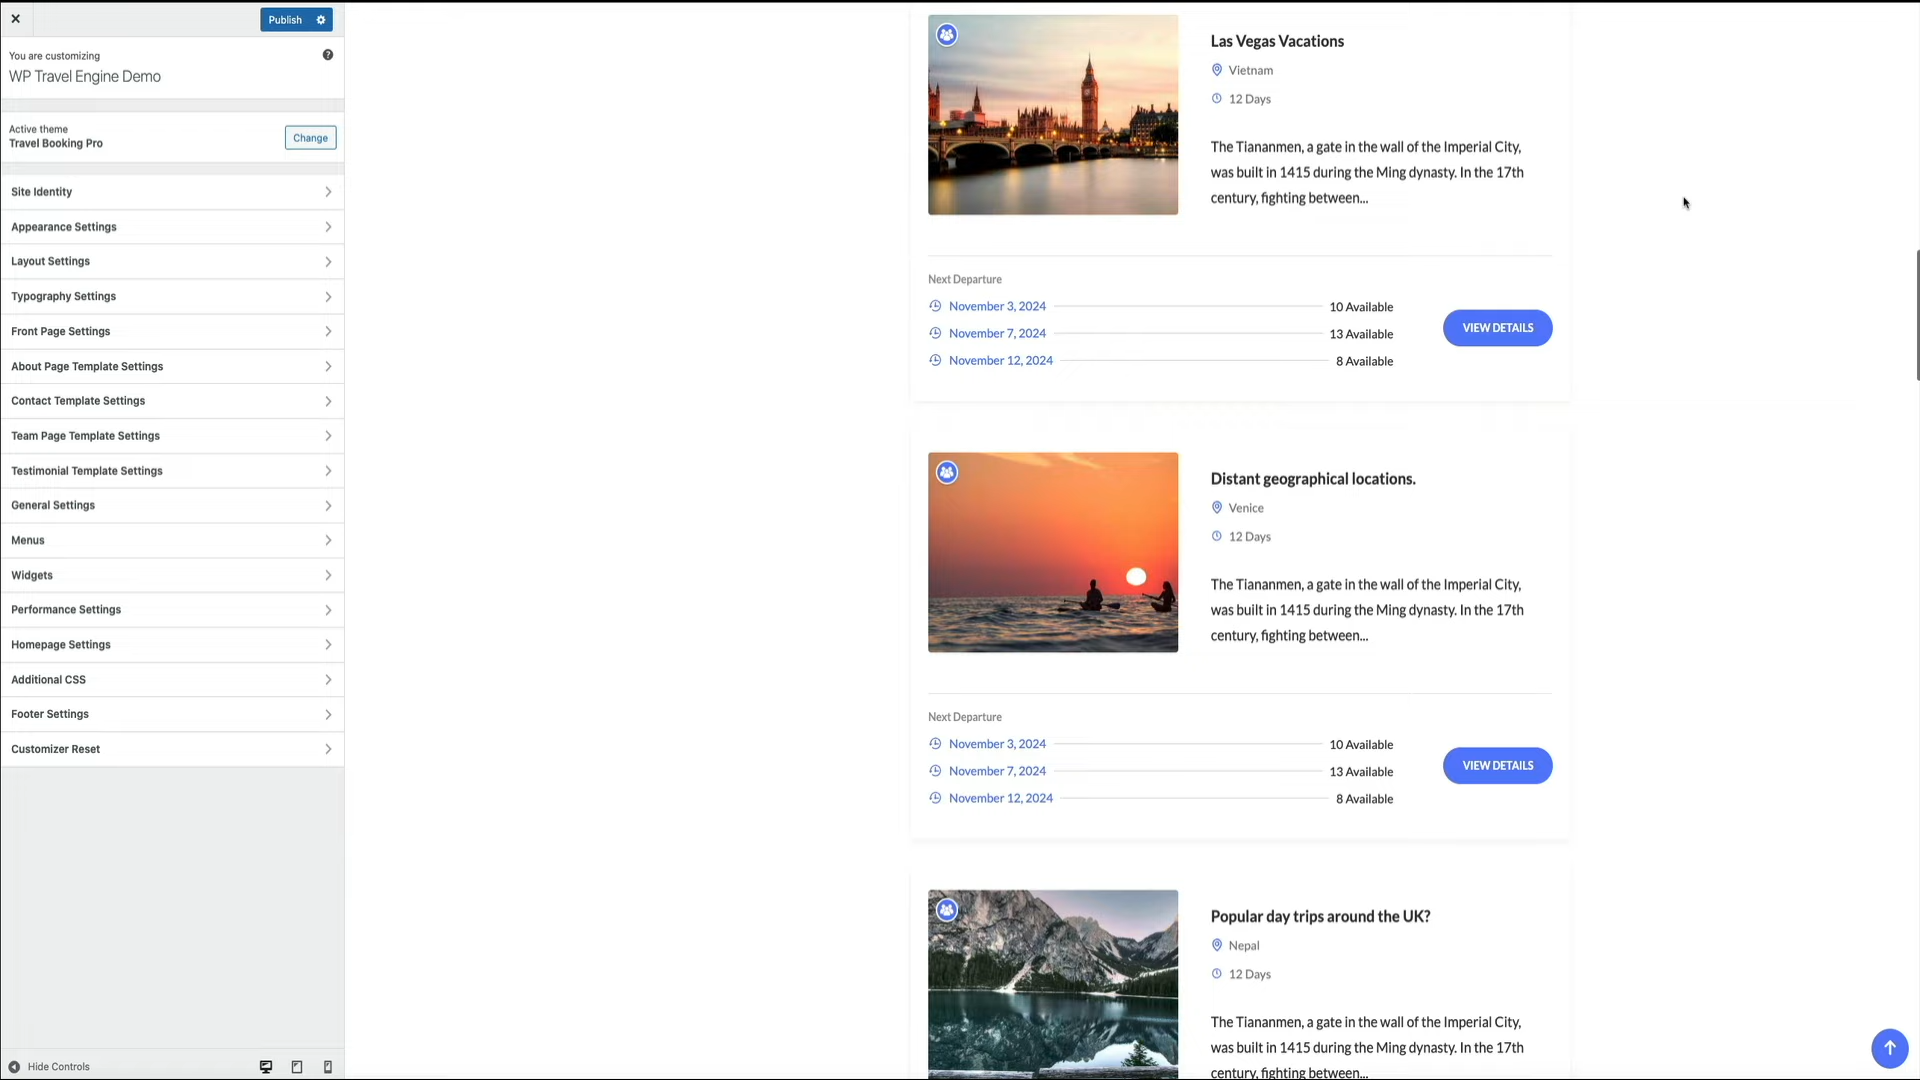 Publish
You are customizing
WP Travel Engine Demo
Active theme
Travel Booking Pro
Change
Site Identity
Appearance Settings
Layout Settings
Typography Settings
Front Page Settings
About Page Template Settings
Contact Template Settings
Team Page Template Settings
Testimonial Template Settings
General Settings
Menus
Widgets
Performance Settings
Homepage Settings
Additional CSS
Footer Settings
Customizer Reset
Hide Controls
Las Vegas Vacations
Vietnam
12 Days
The Tiananmen, a gate in the wall of the Imperial City,
was built in 1415 during the Ming dynasty. In the 17th
century, fighting between...
Next Departure
November 3, 2024 10 Available
November 7, 2024 13 Available
November 12, 2024 8 Available
VIEW DETAILS
Distant geographical locations.
Venice
12 Days
The Tiananmen, a gate in the wall of the Imperial City,
was built in 1415 during the Ming dynasty. In the 17th
century, fighting between...
Next Departure
November 3, 2024 10 Available
November 7, 2024 13 Available
November 12, 2024 8 Available
VIEW DETAILS
Popular day trips around the UK?
Nepal
12 Days
The Tiananmen, a gate in the wall of the Imperial City,
was built in 1415 during the Ming dynasty. In the 17th
century, fighting between...